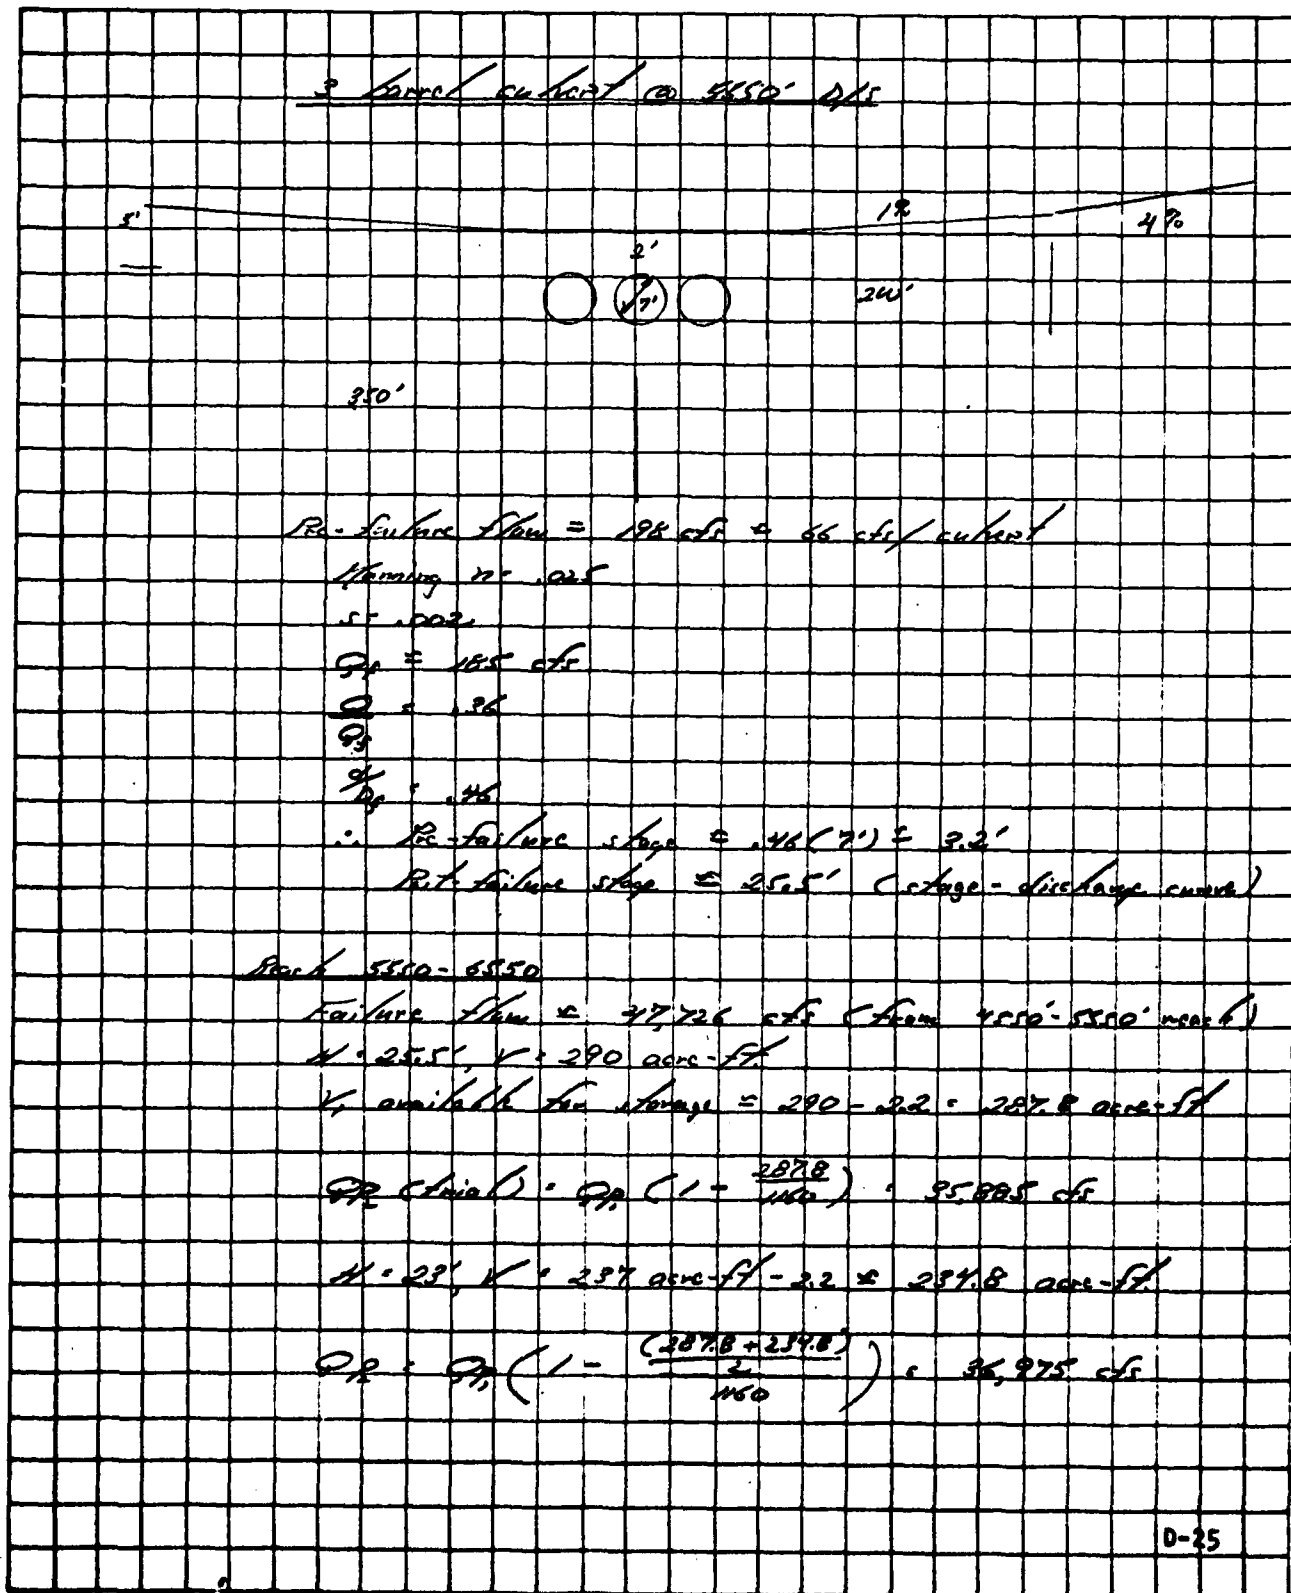 3 barrel culvert @ 5650' D/S
5'
1%
4%
2'
7'
200'
350'
Pre-failure flow = 198 cfs = 66 cfs/culvert
Manning n = .025
s = .002
Qf = 185 cfs
Q/Qf = .36
d/Df = .46
∴ Pre-failure stage = .46(7') = 3.2'
Post-failure stage = 25.5' (stage-discharge curve)
Reach 5550-6550
Failure flow = 47,726 cfs (from 4550'-5550' reach)
H = 25.5', V = 290 acre-ft.
V, available for storage = 290 - 2.2 = 287.8 acre-ft
QP2 (trial) = QP1 (1 - 287.8/1160) = 35,885 cfs
H = 23', V = 237 acre-ft - 2.2 = 234.8 acre-ft.
QP2 = QP1 (1 - ((287.8 + 234.8)/2)/1160) = 36,975 cfs
D-25